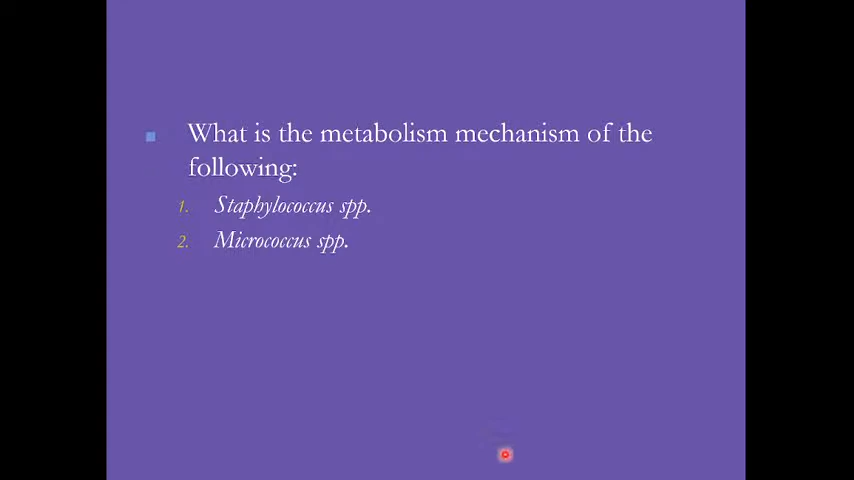 What is the metabolism mechanism of the
following:
1. Staphylococcus spp.
2. Micrococcus spp.